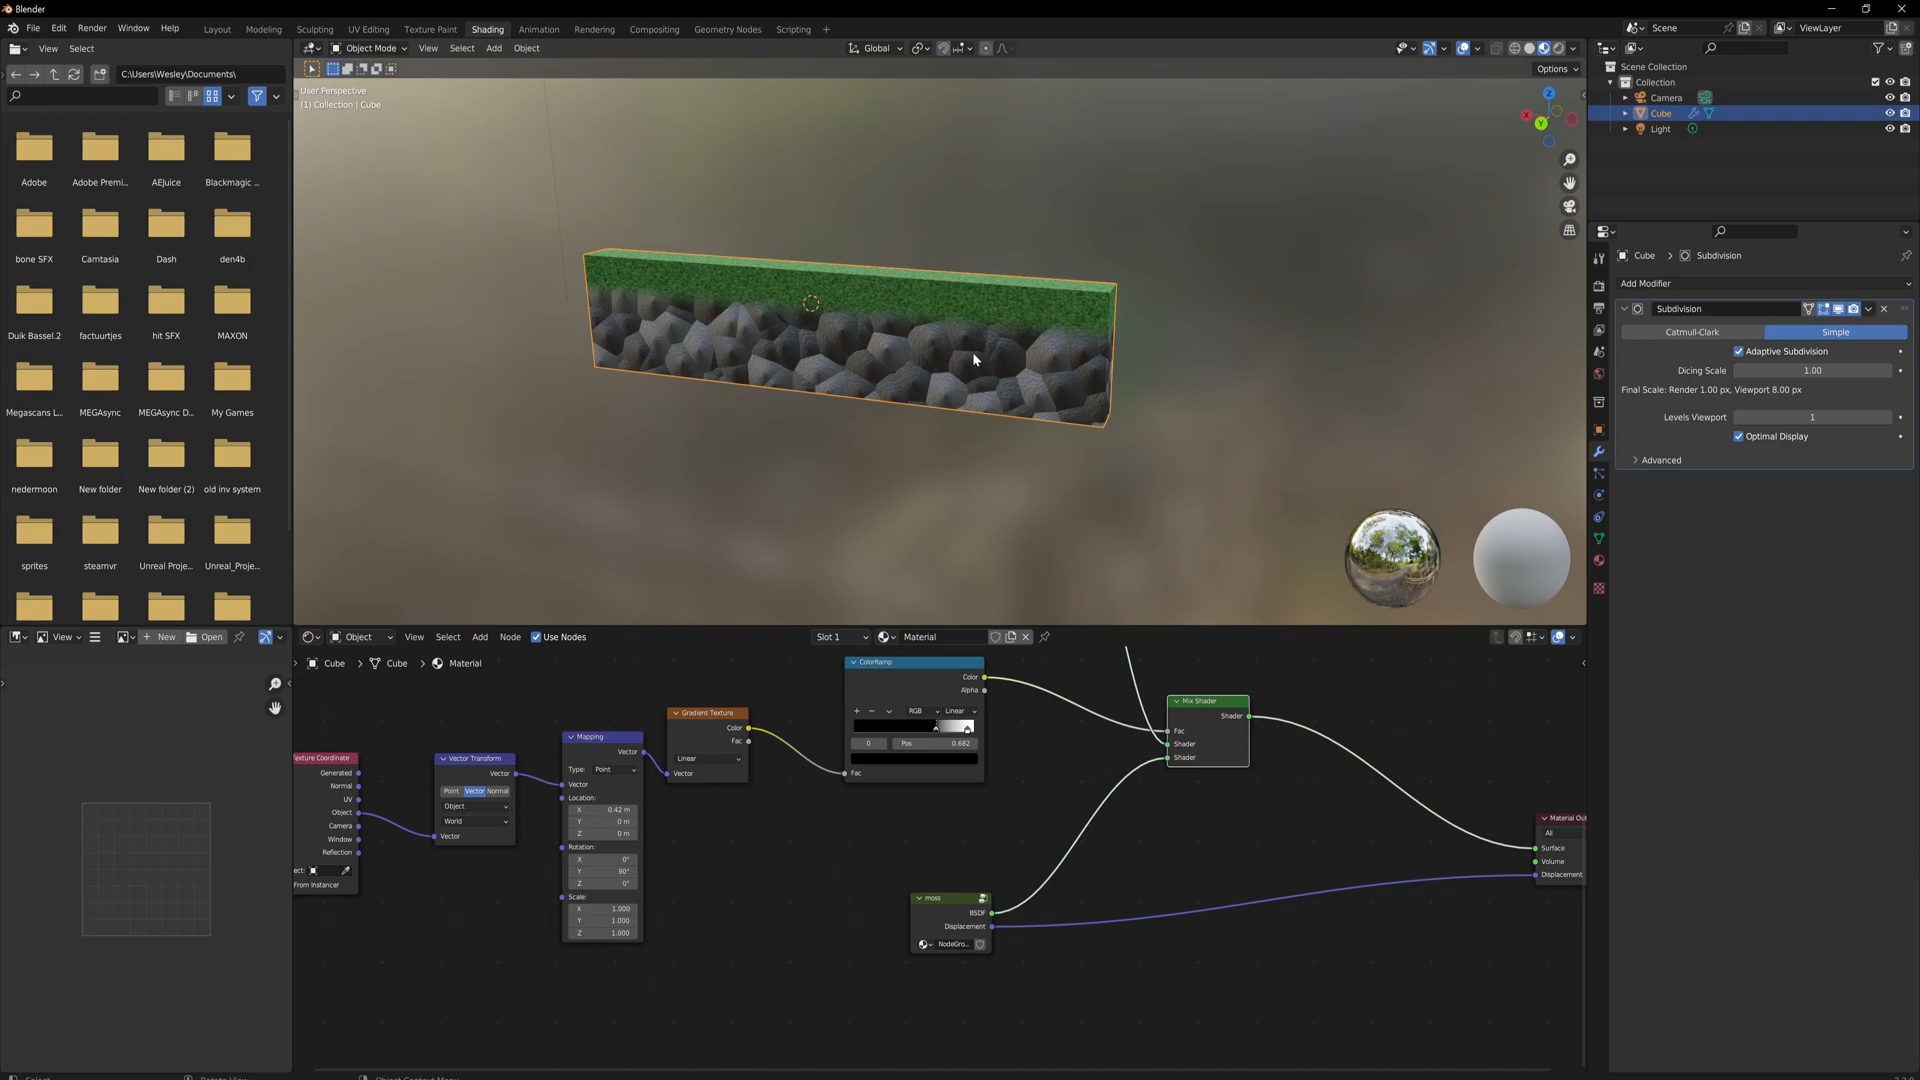 Blender
File Edit Render Window Help Layout Modeling Sculpting UV Editing Texture Paint Shading Animation Rendering Compositing Geometry Nodes Scripting +
Scene
ViewLayer
View Select
Object Mode View Select Add Object
Global
C:\Users\Wesley\Documents\
Options
User Perspective
(1) Collection | Cube
Z
X
Y
Adobe Adobe Premi... AEJuice Blackmagic ...
bone SFX Camtasia Dash den4b
Duik Bassel.2 factuurtjes hit SFX MAXON
Megascans L... MEGAsync MEGAsync D... My Games
nedermoon New folder New folder (2) old inv system
sprites steamvr Unreal Proje... Unreal_Proje...
Scene Collection
Collection
Camera
Cube
Light
Cube > Subdivision
Add Modifier
Subdivision
Catmull-Clark Simple
Adaptive Subdivision
Dicing Scale 1.00
Final Scale: Render 1.00 px, Viewport 8.00 px
Levels Viewport 1
Optimal Display
Advanced
View New Open
Object View Select Add Node Use Nodes Slot 1 Material
Cube > Cube > Material
Texture Coordinate
Generated
Normal
UV
Object
Camera
Window
Reflection
ect:
From Instancer
Vector Transform
Vector
Point Vector Normal
Object
World
Vector
Mapping
Vector
Type: Point
Vector
Location:
X 0.42 m
Y 0 m
Z 0 m
Rotation:
X 0°
Y 90°
Z 0°
Scale:
X 1.000
Y 1.000
Z 1.000
Gradient Texture
Color
Fac
Linear
Vector
ColorRamp
Color
Alpha
+ − RGB Linear
0 Pos 0.682
Fac
Mix Shader
Shader
Fac
Shader
Shader
moss
BSDF
Displacement
NodeGro...
Material Out
All
Surface
Volume
Displacement